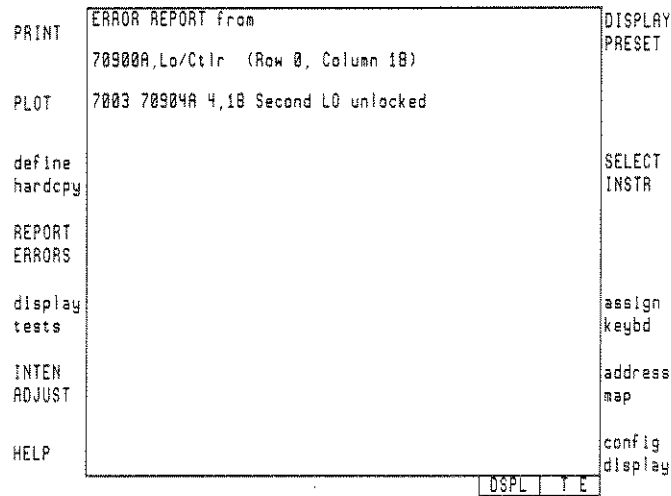 ERROR REPORT from
70900A,Lo/Ctlr (Row 0, Column 18)
7003 70904A 4,18 Second LO unlocked
PRINT
PLOT
define
hardcpy
REPORT
ERRORS
display
tests
INTEN
ADJUST
HELP
DISPLAY
PRESET
SELECT
INSTR
assign
keybd
address
map
config
display
DSPL T E